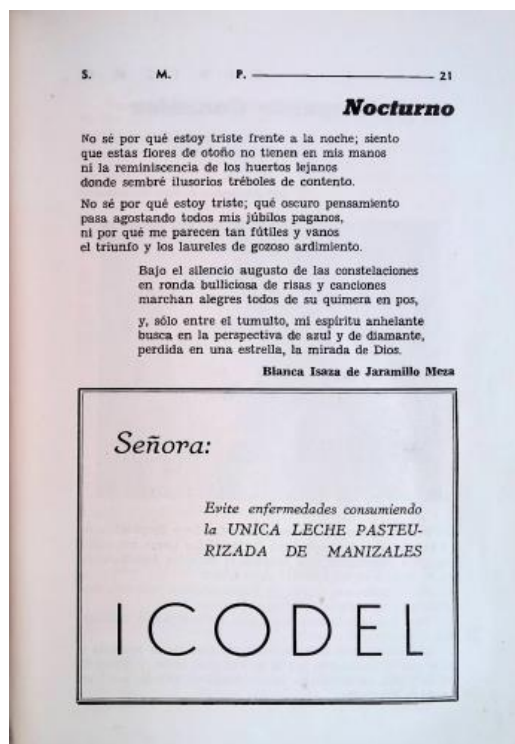 S. M. P. 21
Nocturno
No sé por qué estoy triste frente a la noche; siento
que estas flores de otoño no tienen en mis manos
ni la reminiscencia de los huertos lejanos
donde sembré ilusorios tréboles de contento.
No sé por qué estoy triste; qué oscuro pensamiento
pasa agostando todos mis júbilos paganos,
ni por qué me parecen tan fútiles y vanos
el triunfo y los laureles de gozoso ardimiento.
Bajo el silencio augusto de las constelaciones
en ronda bulliciosa de risas y canciones
marchan alegres todos de su quimera en pos,
y, sólo entre el tumulto, mi espíritu anhelante
busca en la perspectiva de azul y de diamante,
perdida en una estrella, la mirada de Dios.
Blanca Isaza de Jaramillo Meza
Señora:
Evite enfermedades consumiendo
la UNICA LECHE PASTEU-
RIZADA DE MANIZALES
ICODEL